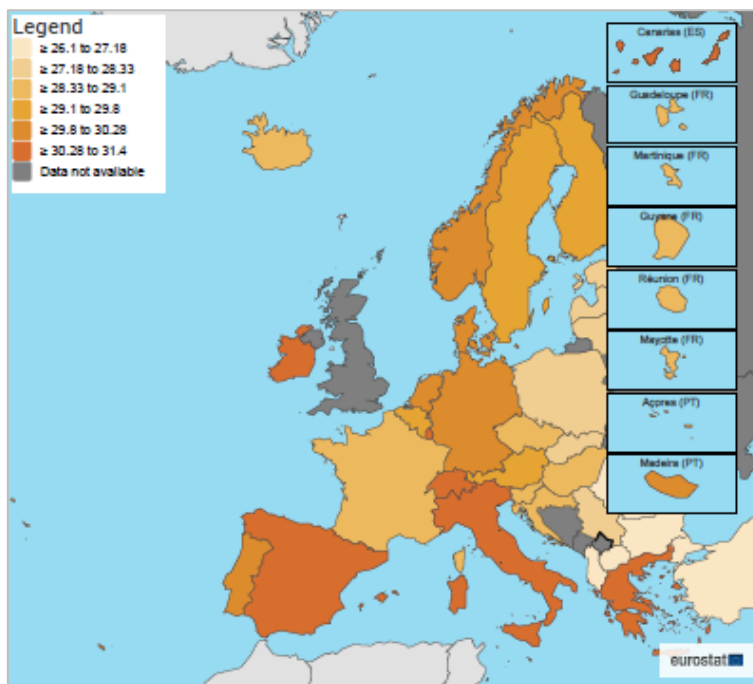 Legend
≥ 26.1 to 27.18
≥ 27.18 to 28.33
≥ 28.33 to 29.1
≥ 29.1 to 29.8
≥ 29.8 to 30.28
≥ 30.28 to 31.4
Data not available
Canarias (ES)
Guadeloupe (FR)
Martinique (FR)
Guyane (FR)
Réunion (FR)
Mayotte (FR)
Açores (PT)
Madeira (PT)
eurostat